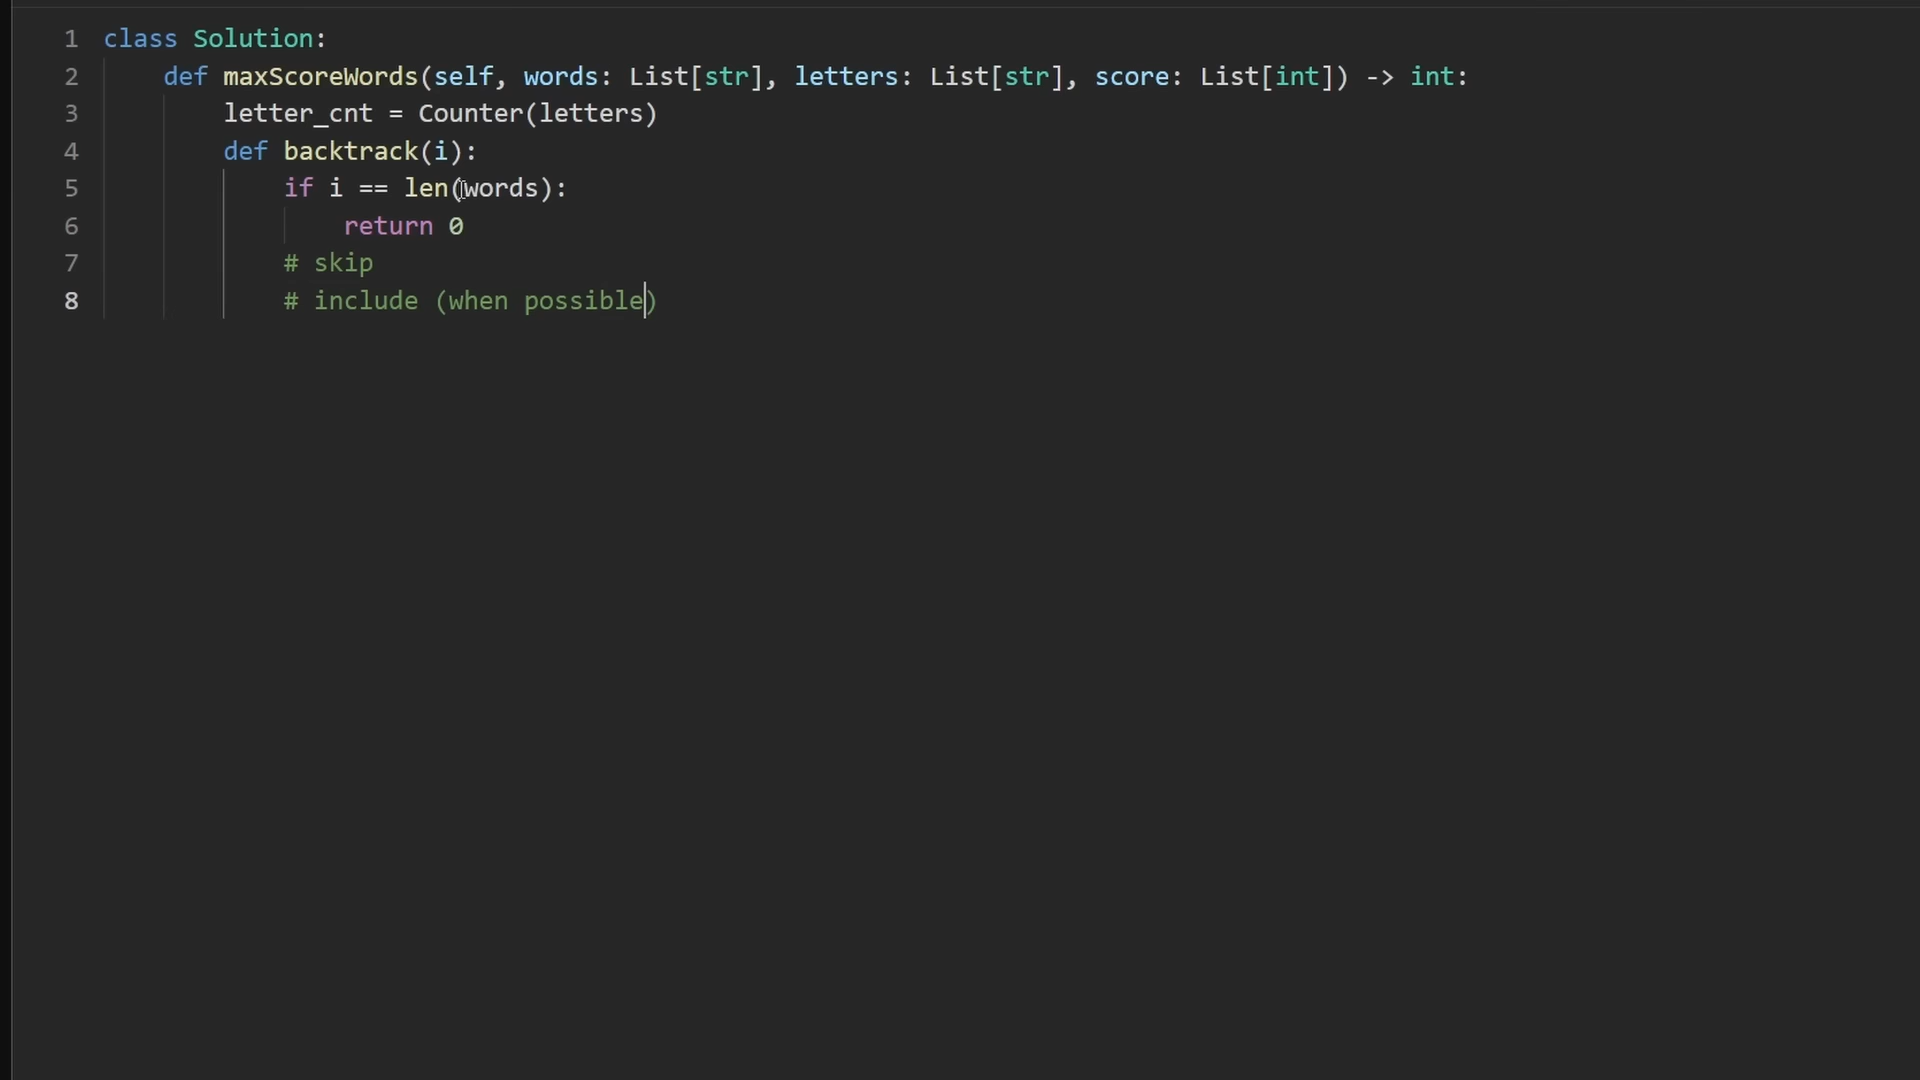 1 class Solution:
2     def maxScoreWords(self, words: List[str], letters: List[str], score: List[int]) -> int:
3         letter_cnt = Counter(letters)
4         def backtrack(i):
5             if i == len(words):
6                 return 0
7             # skip
8             # include (when possible)